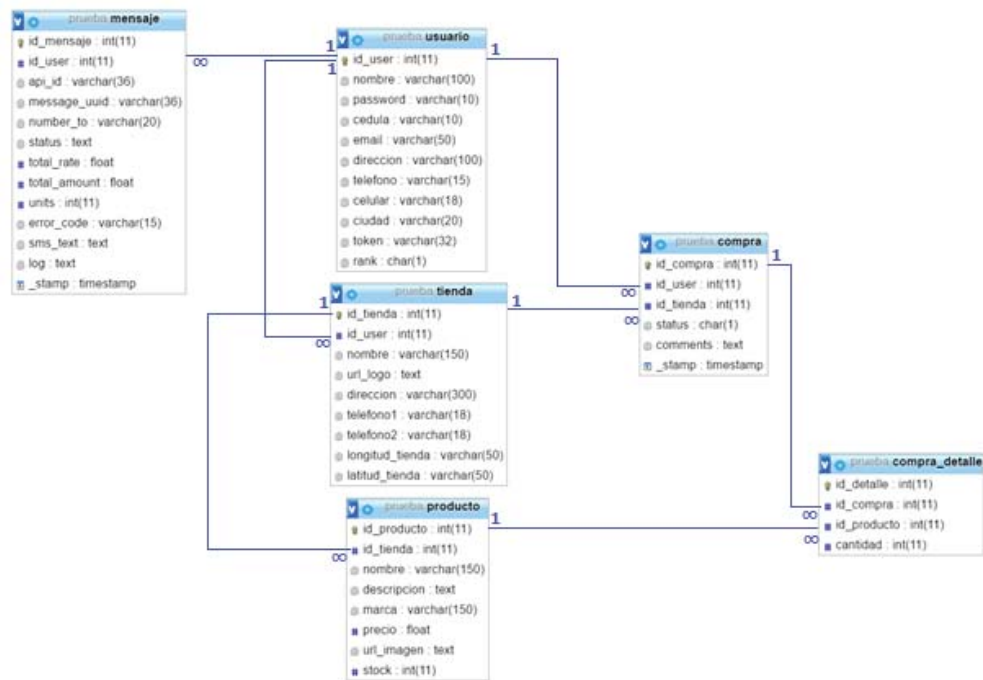 prueba mensaje
id_mensaje : int(11)
id_user : int(11)
api_id : varchar(36)
message_uuid : varchar(36)
number_to : varchar(20)
status : text
total_rate : float
total_amount : float
units : int(11)
error_code : varchar(15)
sms_text : text
log : text
_stamp : timestamp
∞
1
1
prueba usuario
id_user : int(11)
nombre : varchar(100)
password : varchar(10)
cedula : varchar(10)
email : varchar(50)
direccion : varchar(100)
telefono : varchar(15)
celular : varchar(18)
ciudad : varchar(20)
token : varchar(32)
rank : char(1)
1
1
∞
prueba tienda
id_tienda : int(11)
id_user : int(11)
nombre : varchar(150)
url_logo : text
direccion : varchar(300)
telefono1 : varchar(18)
telefono2 : varchar(18)
longitud_tienda : varchar(50)
latitud_tienda : varchar(50)
1
∞
∞
prueba compra
id_compra : int(11)
id_user : int(11)
id_tienda : int(11)
status : char(1)
comments : text
_stamp : timestamp
1
∞
prueba producto
id_producto : int(11)
id_tienda : int(11)
nombre : varchar(150)
descripcion : text
marca : varchar(150)
precio : float
url_imagen : text
stock : int(11)
1
∞
∞
prueba compra_detalle
id_detalle : int(11)
id_compra : int(11)
id_producto : int(11)
cantidad : int(11)